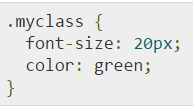 .myclass {
  font-size: 20px;
  color: green;
}